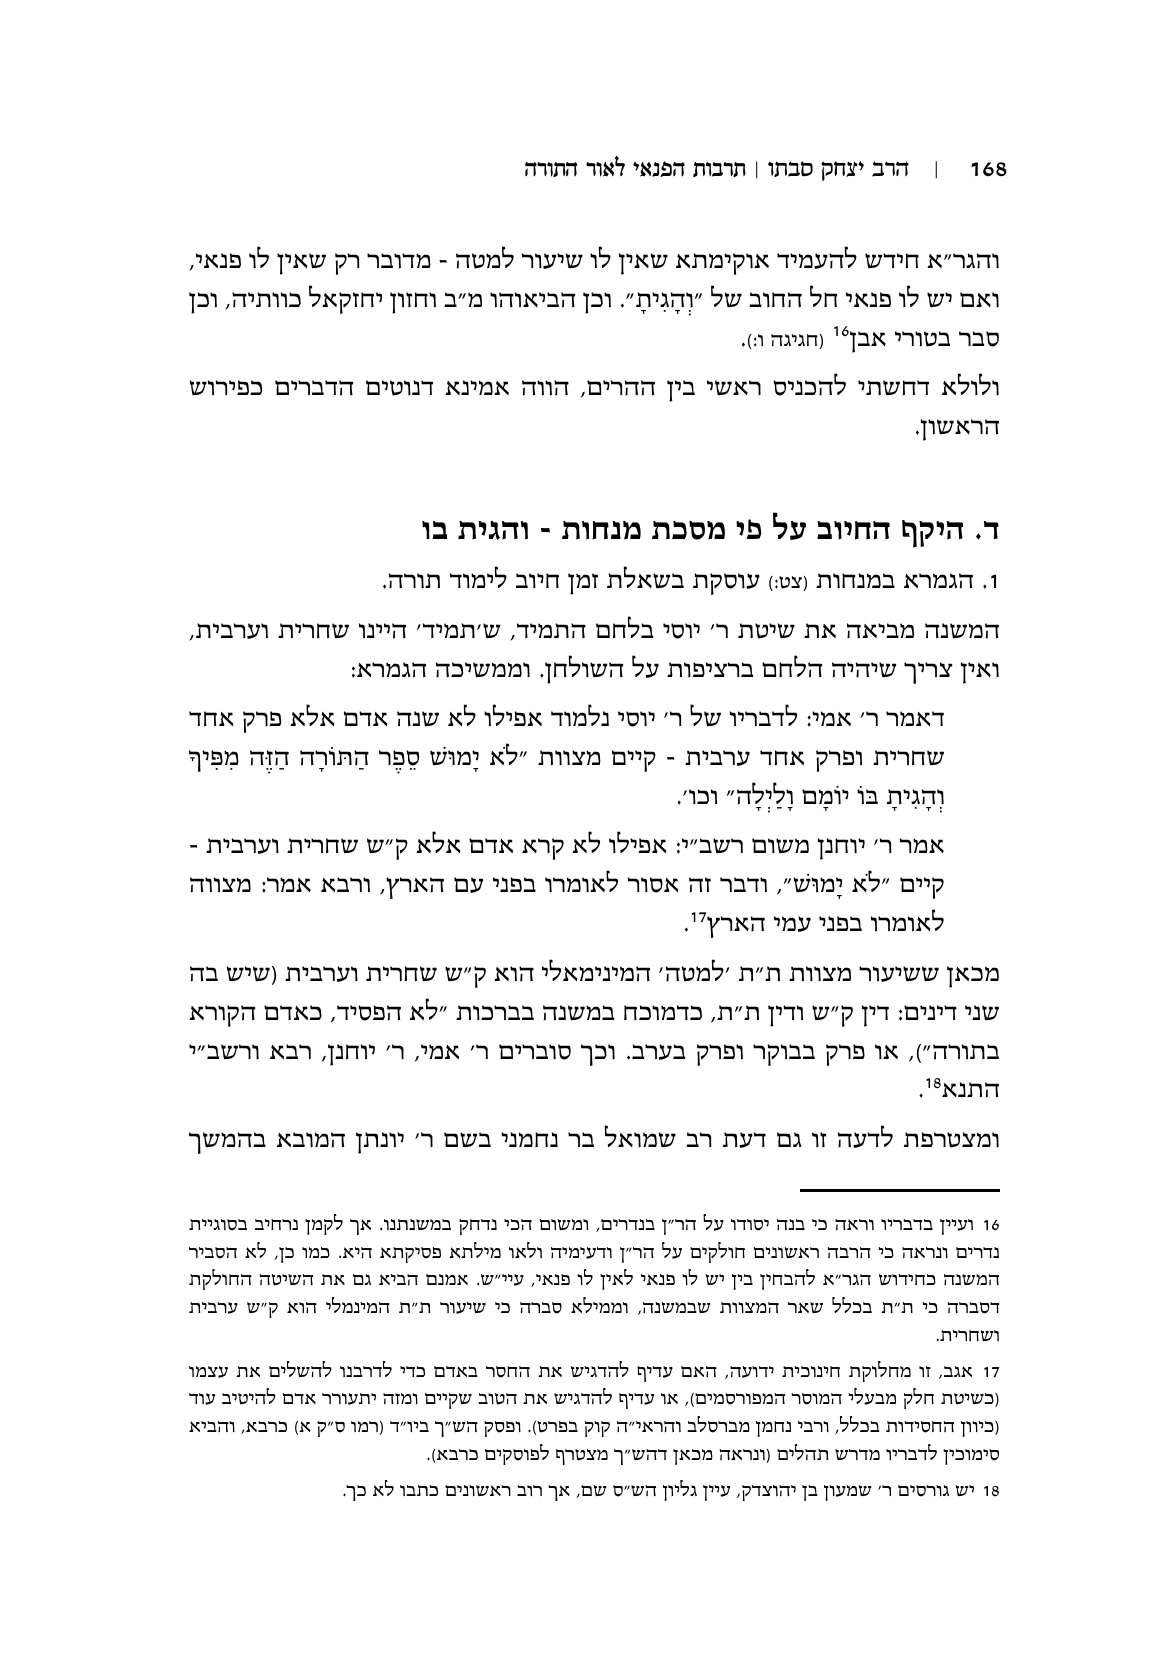 168 | הרב יצחק סבתו | תרבות הפנאי לאור התורה
והגר״א חידש להעמיד אוקימתא שאין לו שיעור למטה - מדובר רק שאין לו פנאי,
ואם יש לו פנאי חל החוב של ״וְהָגִיתָ״. וכן הביאוהו מ״ב וחזון יחזקאל כוותיה, וכן
סבר בטורי אבן16 (חגיגה ו:).
ולולא דחשתי להכניס ראשי בין ההרים, הווה אמינא דנוטים הדברים כפירוש
הראשון.
ד. היקף החיוב על פי מסכת מנחות - והגית בו
1. הגמרא במנחות (צט:) עוסקת בשאלת זמן חיוב לימוד תורה.
המשנה מביאה את שיטת ר׳ יוסי בלחם התמיד, ש׳תמיד׳ היינו שחרית וערבית,
ואין צריך שיהיה הלחם ברציפות על השולחן. וממשיכה הגמרא:
דאמר ר׳ אמי: לדבריו של ר׳ יוסי נלמוד אפילו לא שנה אדם אלא פרק אחד
שחרית ופרק אחד ערבית - קיים מצוות ״לֹא יָמוּשׁ סֵפֶר הַתּוֹרָה הַזֶּה מִפִּיךָ
וְהָגִיתָ בּוֹ יוֹמָם וָלַיְלָה״ וכו׳.
אמר ר׳ יוחנן משום רשב״י: אפילו לא קרא אדם אלא ק״ש שחרית וערבית -
קיים ״לֹא יָמוּשׁ״, ודבר זה אסור לאומרו בפני עם הארץ, ורבא אמר: מצווה
לאומרו בפני עמי הארץ17.
מכאן ששיעור מצוות ת״ת ׳למטה׳ המינימאלי הוא ק״ש שחרית וערבית (שיש בה
שני דינים: דין ק״ש ודין ת״ת, כדמוכח במשנה בברכות ״לא הפסיד, כאדם הקורא
בתורה״), או פרק בבוקר ופרק בערב. וכך סוברים ר׳ אמי, ר׳ יוחנן, רבא ורשב״י
התנא18.
ומצטרפת לדעה זו גם דעת רב שמואל בר נחמני בשם ר׳ יונתן המובא בהמשך
16 ועיין בדבריו וראה כי בנה יסודו על הר״ן בנדרים, ומשום הכי נדחק במשנתנו. אך לקמן נרחיב בסוגיית
נדרים ונראה כי הרבה ראשונים חולקים על הר״ן ודעימיה ולאו מילתא פסיקתא היא. כמו כן, לא הסביר
המשנה כחידוש הגר״א להבחין בין יש לו פנאי לאין לו פנאי, עיי״ש. אמנם הביא גם את השיטה החולקת
דסברה כי ת״ת בכלל שאר המצוות שבמשנה, וממילא סברה כי שיעור ת״ת המינמלי הוא ק״ש ערבית
ושחרית.
17 אגב, זו מחלוקת חינוכית ידועה, האם עדיף להדגיש את החסר באדם כדי לדרבנו להשלים את עצמו
(כשיטת חלק מבעלי המוסר המפורסמים), או עדיף להדגיש את הטוב שקיים ומזה יתעורר אדם להיטיב עוד
(כיוון החסידות בכלל, ורבי נחמן מברסלב והראי״ה קוק בפרט). ופסק הש״ך ביו״ד (רמו ס״ק א) כרבא, והביא
סימוכין לדבריו מדרש תהלים (ונראה מכאן דהש״ך מצטרף לפוסקים כרבא).
18 יש גורסים ר׳ שמעון בן יהוצדק, עיין גליון הש״ס שם, אך רוב ראשונים כתבו לא כך.